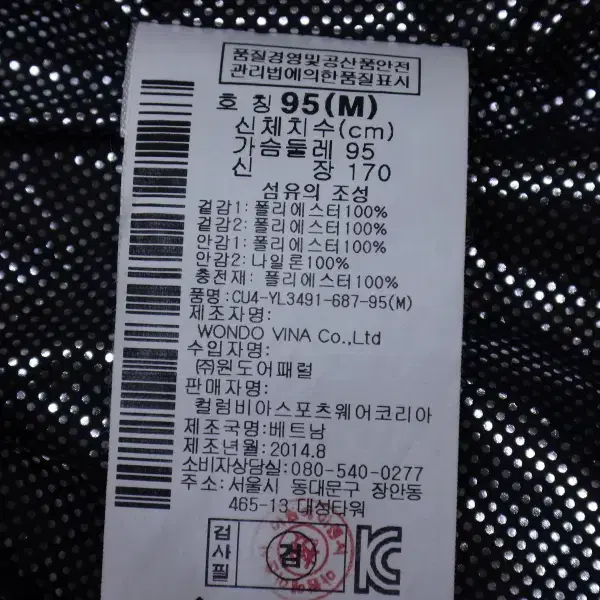 품질경영및공산품안전
관리법에의한품질표시
호 칭 95(M)
신체치수(cm)
가슴둘레 95
신 장 170
섬유의 조성
겉감1: 폴리에스터100%
겉감2: 폴리에스터100%
안감1: 폴리에스터100%
안감2: 나일론100%
충전재: 폴리에스터100%
품명:CU4-YL3491-687-95(M)
제조자명:
WONDO VINA Co.,Ltd
수입자명:
㈜원도어패럴
판매자명:
컬럼비아스포츠웨어코리아
제조국명:베트남
제조년월:2014.8
소비자상담실:080-540-0277
주소:서울시 동대문구 장안동
465-13 대성타워
검사필
검
KC